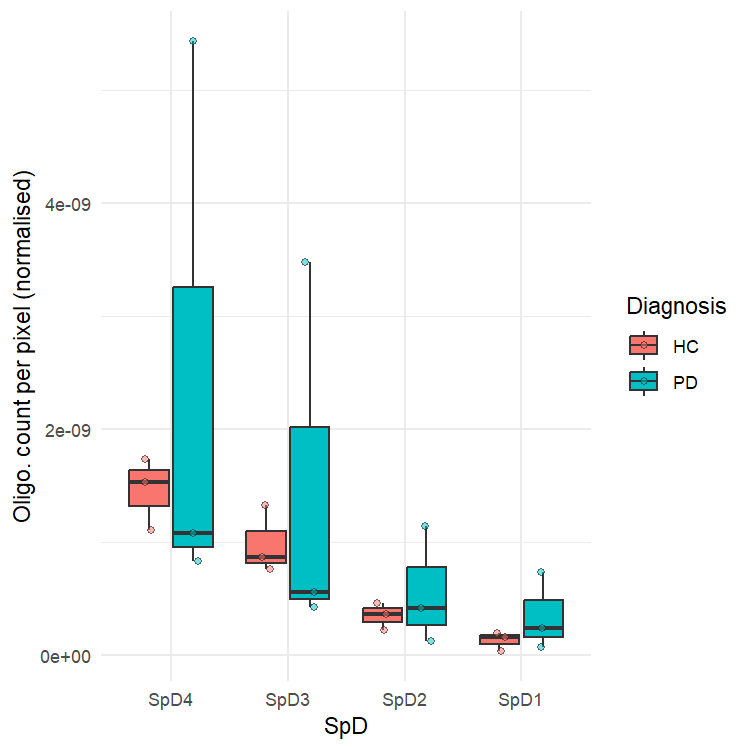 Oligo. count per pixel (normalised)
4e-09
2e-09
0e+00
SpD4 SpD3 SpD2 SpD1
SpD
Diagnosis
HC
PD